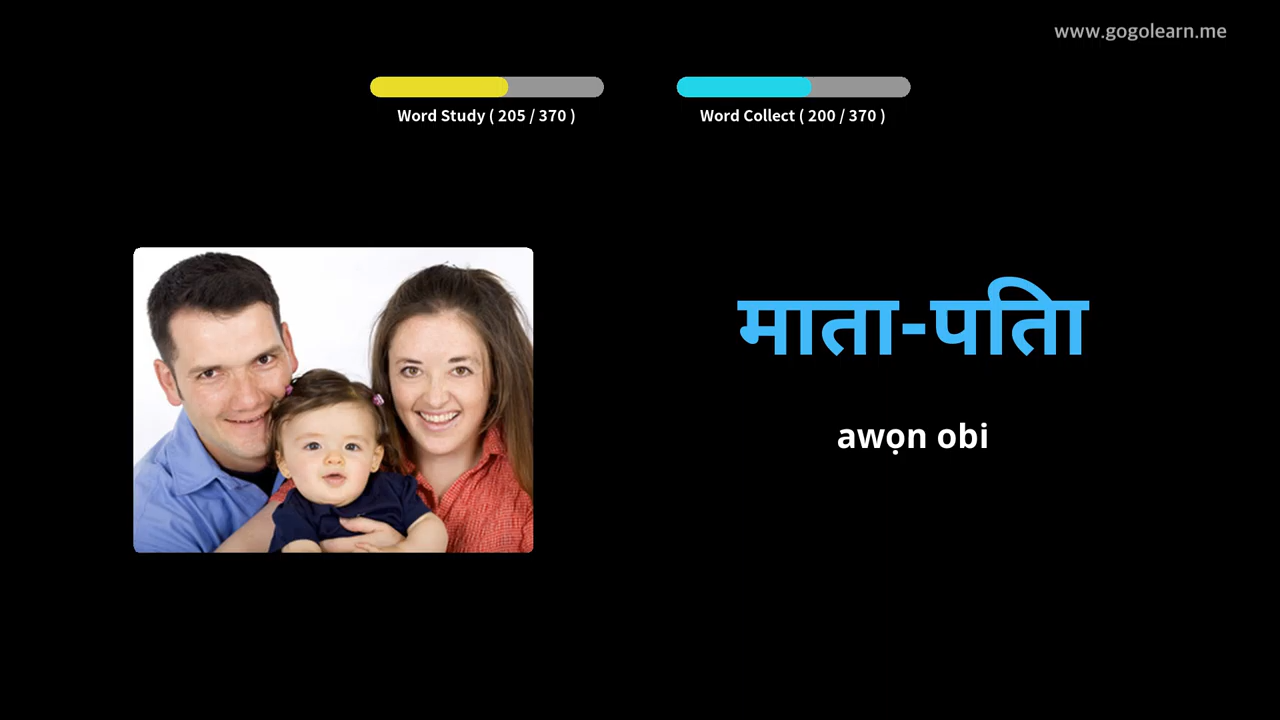 www.gogolearn.me
Word Study ( 205 / 370 )
Word Collect ( 200 / 370 )
माता-पिता
awọn obi